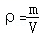 ρ = m/V